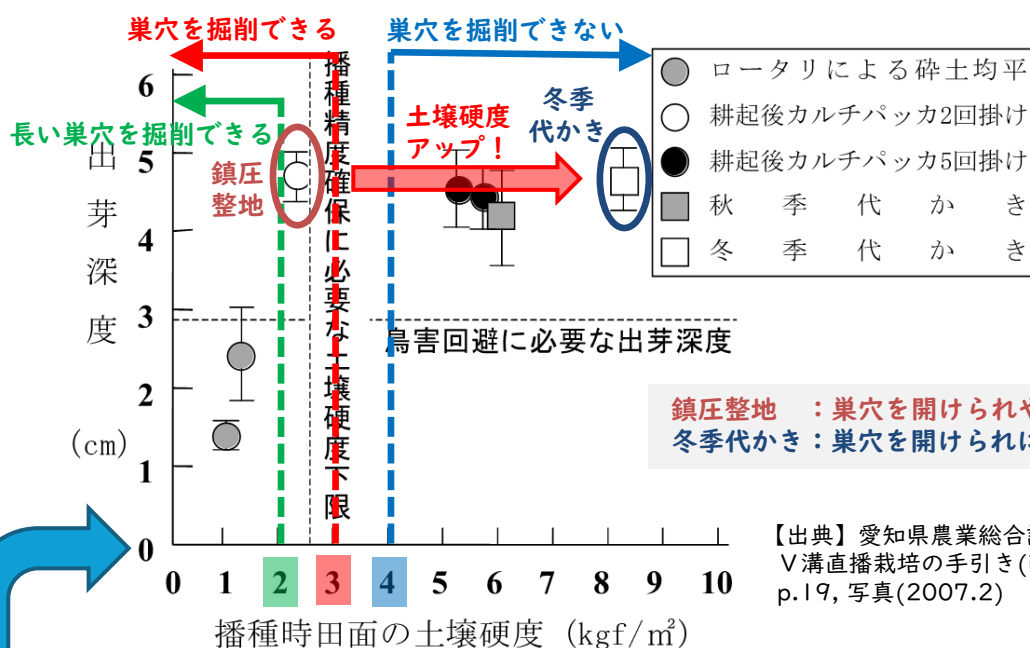 巣穴を掘削できる
巣穴を掘削できない
長い巣穴を掘削できる
鎮圧
整地
土壌硬度
アップ！
冬季
代かき
ロータリによる砕土均平
耕起後カルチパッカ2回掛け
耕起後カルチパッカ5回掛け
秋季代かき
冬季代かき
播種精度確保に必要な土壌硬度下限
鳥害回避に必要な出芽深度
出芽深度
(cm)
6
5
4
3
2
1
0
0 1 2 3 4 5 6 7 8 9 10
播種時田面の土壌硬度 (kgf/㎡)
鎮圧整地　：巣穴を開けられや
冬季代かき：巣穴を開けられに
【出典】愛知県農業総合
V溝直播栽培の手引き(
p.19, 写真(2007.2)